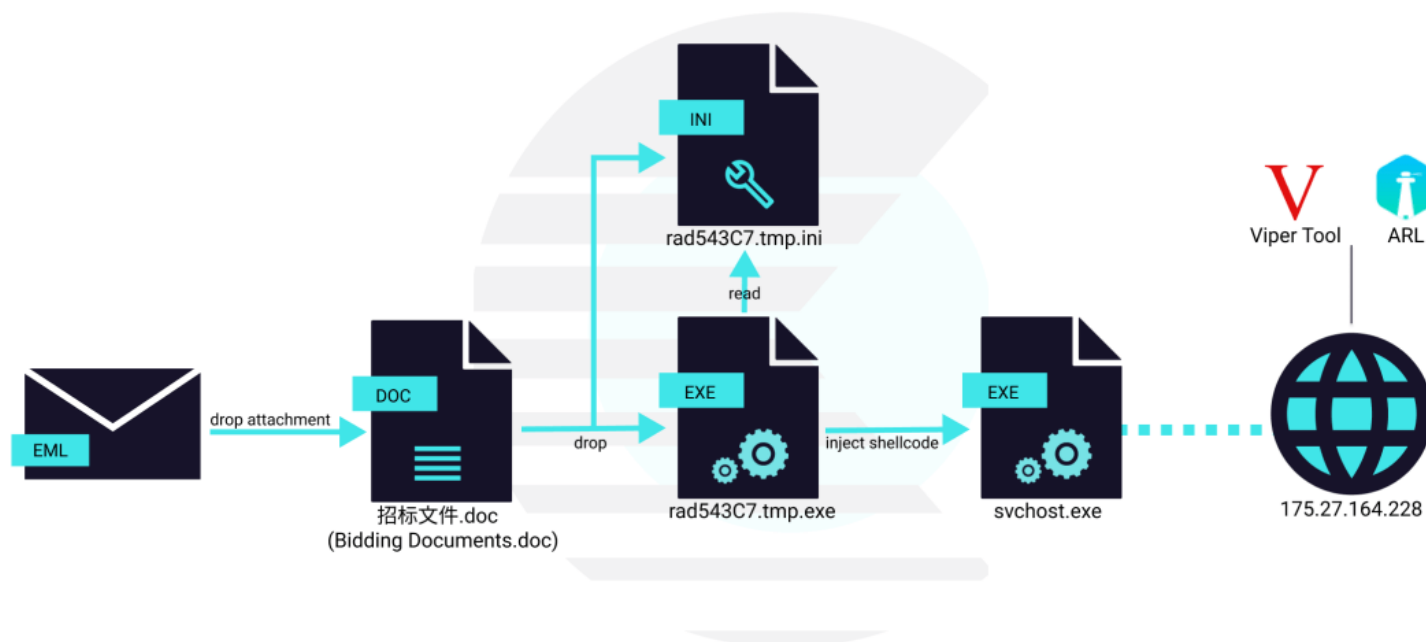 INI
rad543C7.tmp.ini
read
V
Viper Tool
ARL
EML
drop attachment
DOC
招标文件.doc
(Bidding Documents.doc)
drop
EXE
rad543C7.tmp.exe
inject shellcode
EXE
svchost.exe
175.27.164.228